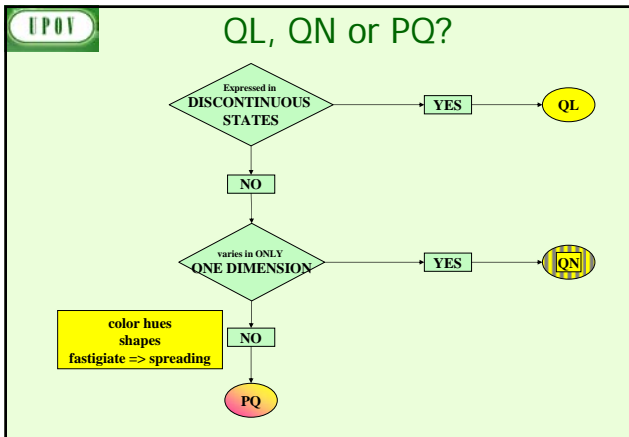 UPOV
QL, QN or PQ?
Expressed in
DISCONTINUOUS
STATES
YES
QL
NO
varies in ONLY
ONE DIMENSION
YES
QN
color hues
shapes
fastigiate => spreading
NO
PQ